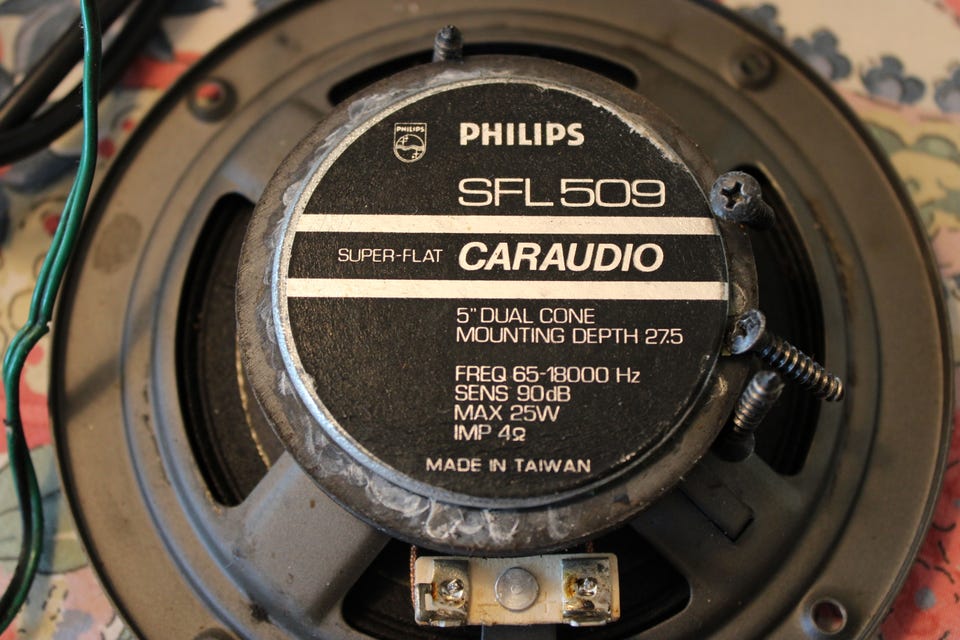 PHILIPS
PHILIPS
SFL 509
SUPER-FLAT CARAUDIO
5" DUAL CONE
MOUNTING DEPTH 27.5
FREQ 65-18000 Hz
SENS 90dB
MAX 25W
IMP 4Ω
MADE IN TAIWAN